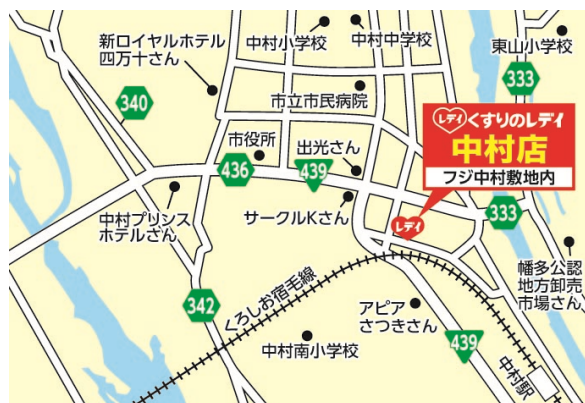 中村小学校
中村中学校
新ロイヤルホテル
四万十さん
東山小学校
333
340
市立市民病院
レデイ くすりのレデイ
中村店
フジ中村敷地内
市役所
出光さん
436
439
中村プリンス
ホテルさん
サークルKさん
レデイ
333
幡多公認
地方卸売
市場さん
342
くろしお宿毛線
アピア
さつきさん
中村南小学校
439
中村駅